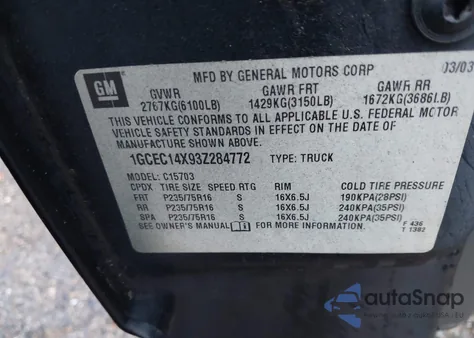 03/03
GM
MFD BY GENERAL MOTORS CORP
GVWR GAWR FRT GAWR RR
2767KG(6100LB) 1429KG(3150LB) 1672KG(3686LB)
THIS VEHICLE CONFORMS TO ALL APPLICABLE U.S. FEDERAL MOTOR
VEHICLE SAFETY STANDARDS IN EFFECT ON THE DATE OF
MANUFACTURE SHOWN ABOVE.
1GCEC14X93Z284772 TYPE: TRUCK
MODEL: C15703
CPDX TIRE SIZE SPEED RTG RIM COLD TIRE PRESSURE
FRT P235/75R16 S 16X6.5J 190KPA(28PSI)
RR P235/75R16 S 16X6.5J 240KPA(35PSI)
SPA P235/75R16 S 16X6.5J 240KPA(35PSI)
SEE OWNER'S MANUAL FOR MORE INFORMATION.
F 436
T 1382
autoSnap